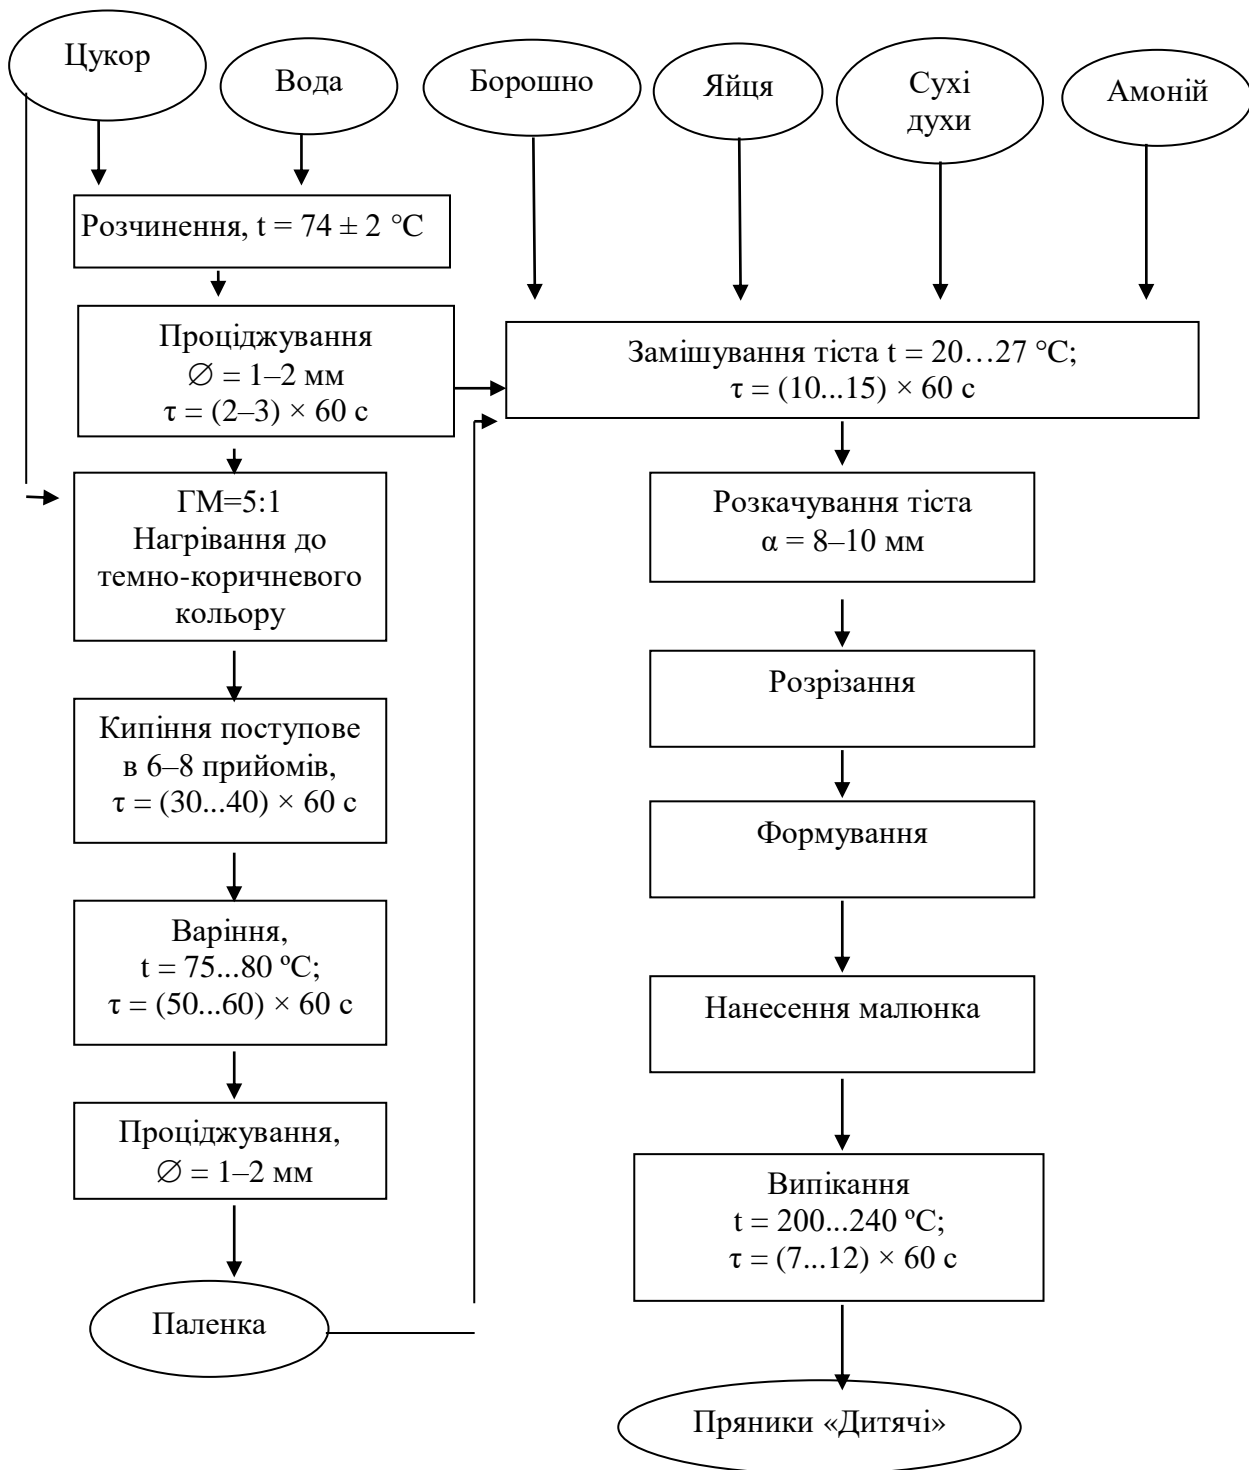 Цукор
Вода
Борошно
Яйця
Сухі
духи
Амоній
Розчинення, t = 74 ± 2 °С
Проціджування
∅ = 1–2 мм
τ = (2–3) × 60 с
Замішування тіста t = 20…27 °С;
τ = (10...15) × 60 с
ГМ=5:1
Нагрівання до
темно-коричневого
кольору
Розкачування тіста
α = 8–10 мм
Кипіння поступове
в 6–8 прийомів,
τ = (30...40) × 60 с
Розрізання
Формування
Варіння,
t = 75...80 ºС;
τ = (50...60) × 60 с
Нанесення малюнка
Проціджування,
∅ = 1–2 мм
Випікання
t = 200...240 ºС;
τ = (7...12) × 60 с
Паленка
Пряники «Дитячі»